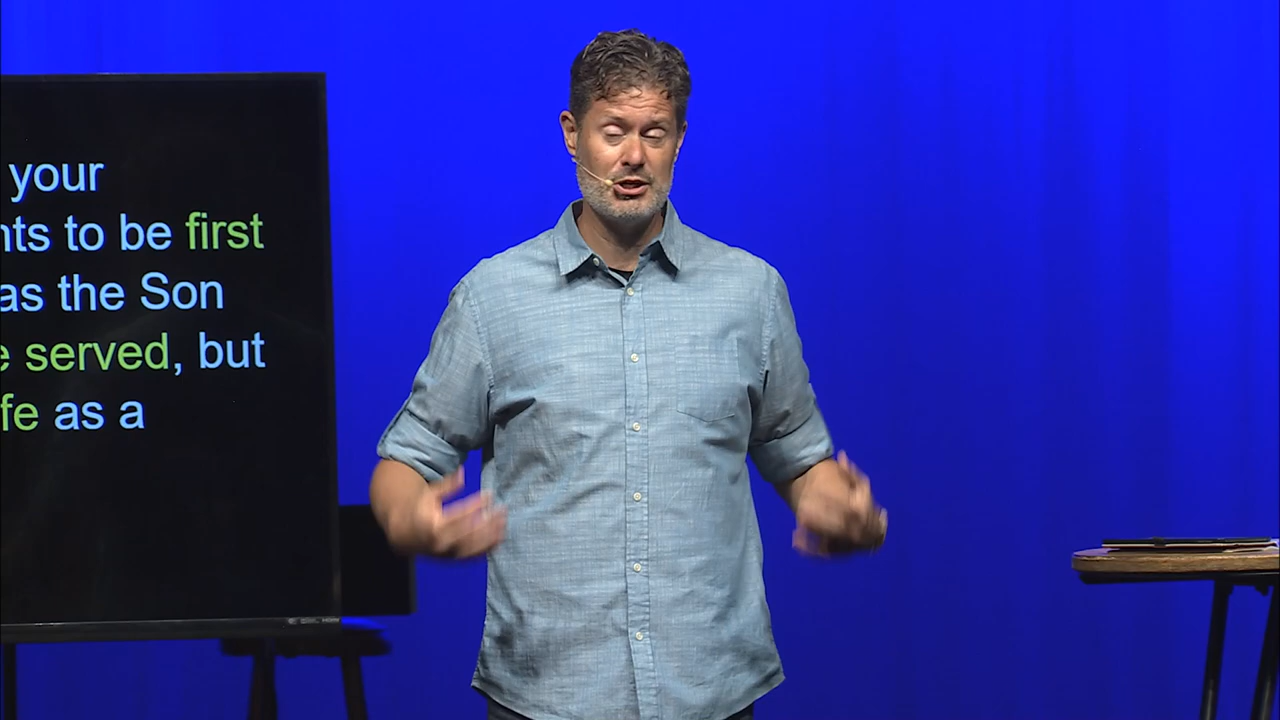 your
nts to be first
as the Son
e served, but
fe as a